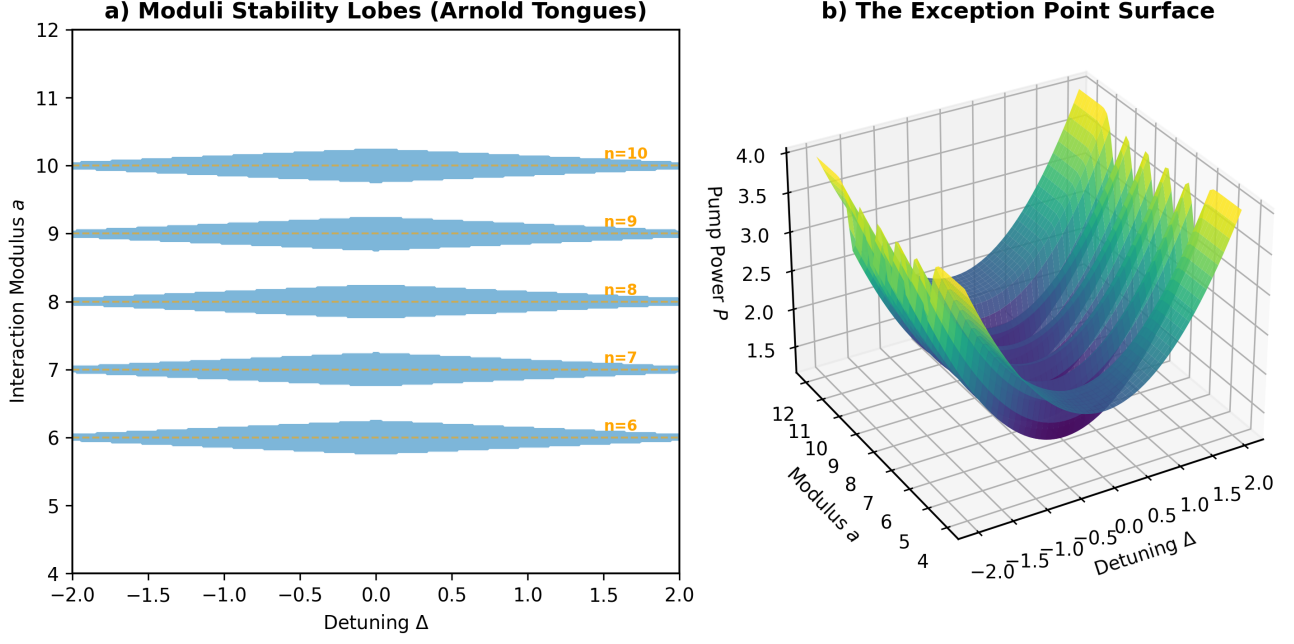 a) Moduli Stability Lobes (Arnold Tongues)
12
11
10
9
8
7
6
5
4
Interaction Modulus a
n=10
n=9
n=8
n=7
n=6
−2.0 −1.5 −1.0 −0.5 0.0 0.5 1.0 1.5 2.0
Detuning Δ
b) The Exception Point Surface
4.0
3.5
3.0
2.5
2.0
1.5
Pump Power P
12
11
10
9
8
7
6
5
4
Modulus a
−2.0 −1.5 −1.0 −0.5 0.0 0.5 1.0 1.5 2.0
Detuning Δ